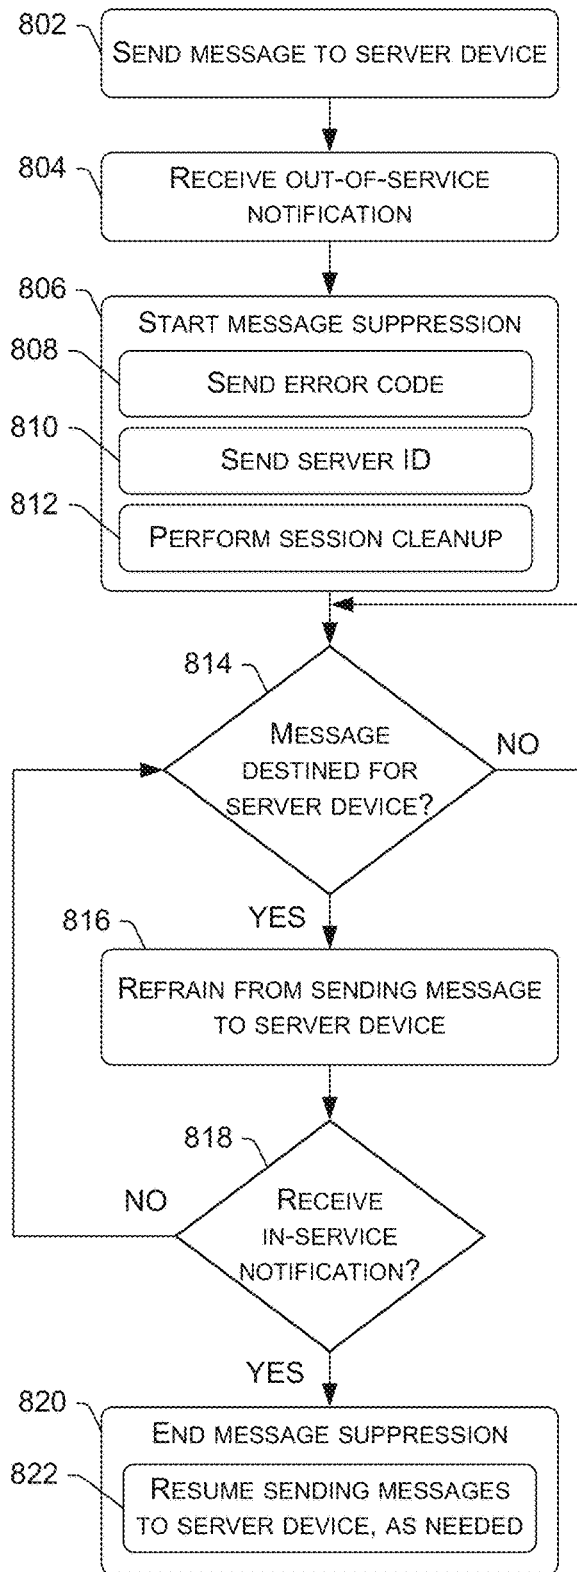 802
SEND MESSAGE TO SERVER DEVICE
804
RECEIVE OUT-OF-SERVICE
NOTIFICATION
806
START MESSAGE SUPPRESSION
808
SEND ERROR CODE
810
SEND SERVER ID
812
PERFORM SESSION CLEANUP
814
MESSAGE
DESTINED FOR
SERVER DEVICE?
NO
YES
816
REFRAIN FROM SENDING MESSAGE
TO SERVER DEVICE
818
RECEIVE
IN-SERVICE
NOTIFICATION?
NO
YES
820
END MESSAGE SUPPRESSION
822
RESUME SENDING MESSAGES
TO SERVER DEVICE, AS NEEDED